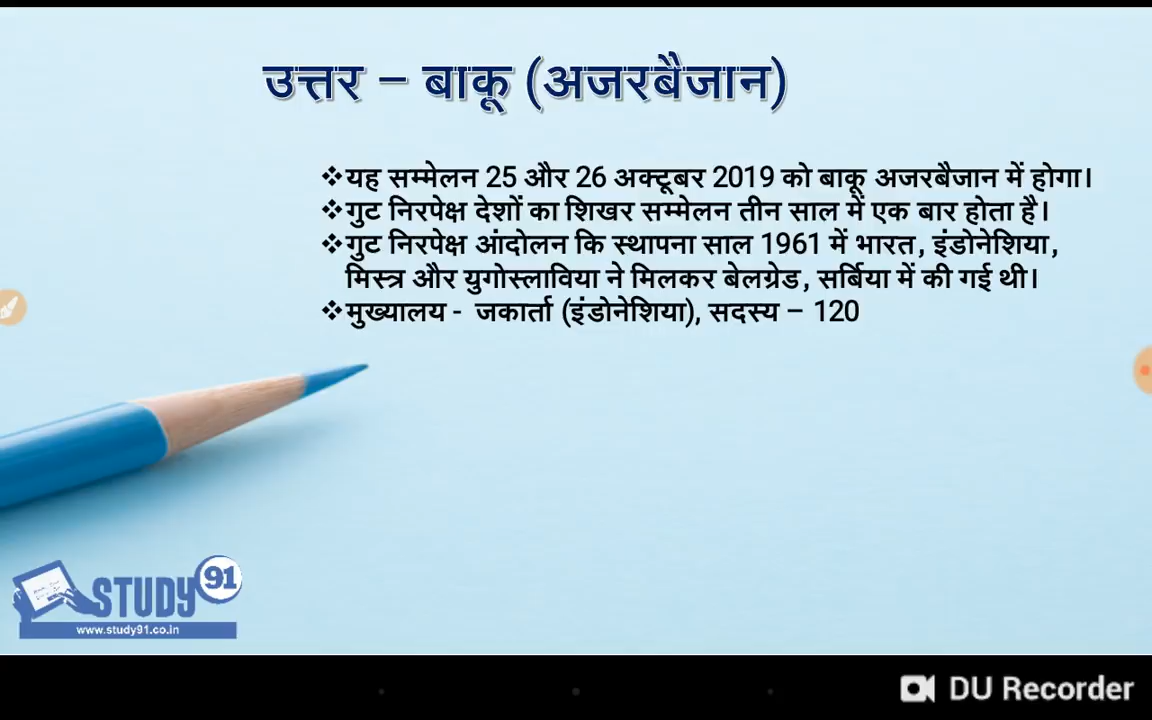 उत्तर – बाकू (अजरबैजान)
❖यह सम्मेलन 25 और 26 अक्टूबर 2019 को बाकू अजरबैजान में होगा।
❖गुट निरपेक्ष देशों का शिखर सम्मेलन तीन साल में एक बार होता है।
❖गुट निरपेक्ष आंदोलन कि स्थापना साल 1961 में भारत, इंडोनेशिया,
मिस्त्र और युगोस्लाविया ने मिलकर बेलग्रेड, सर्बिया में की गई थी।
❖मुख्यालय - जकार्ता (इंडोनेशिया), सदस्य – 120
STUDY 91
www.study91.co.in
DU Recorder